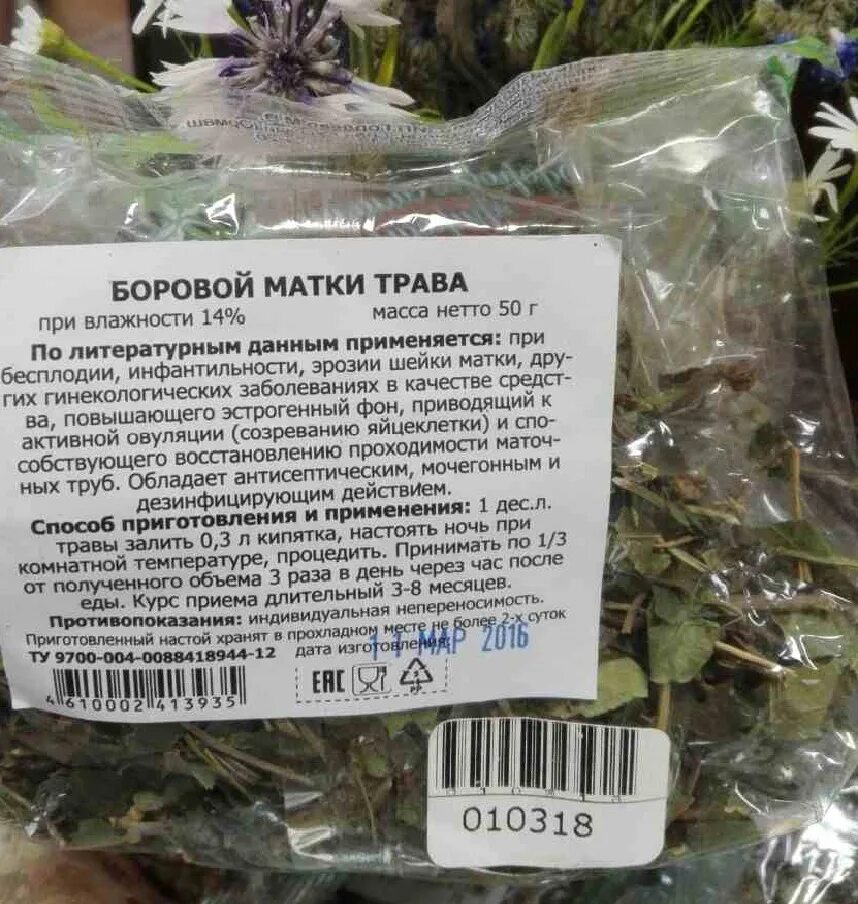 БОРОВОЙ МАТКИ ТРАВА
при влажности 14% масса нетто 50 г
По литературным данным применяется: при
бесплодии, инфантильности, эрозии шейки матки, дру-
гих гинекологических заболеваниях в качестве средст-
ва, повышающего эстрогенный фон, приводящий к
активной овуляции (созреванию яйцеклетки) и спо-
собствующего восстановлению проходимости маточ-
ных труб. Обладает антисептическим, мочегонным и
дезинфицирующим действием.
Способ приготовления и применения: 1 дес.л.
травы залить 0,3 л кипятка, настоять ночь при
комнатной температуре, процедить. Принимать по 1/3
от полученного объема 3 раза в день через час после
еды. Курс приема длительный 3-8 месяцев.
Противопоказания: индивидуальная непереносимость.
Приготовленный настой хранят в прохладном месте не более 2-х суток
ТУ 9700-004-0088418944-12 дата изготовления:
11 МАР 2016
4 610002 413935
EAC
010318